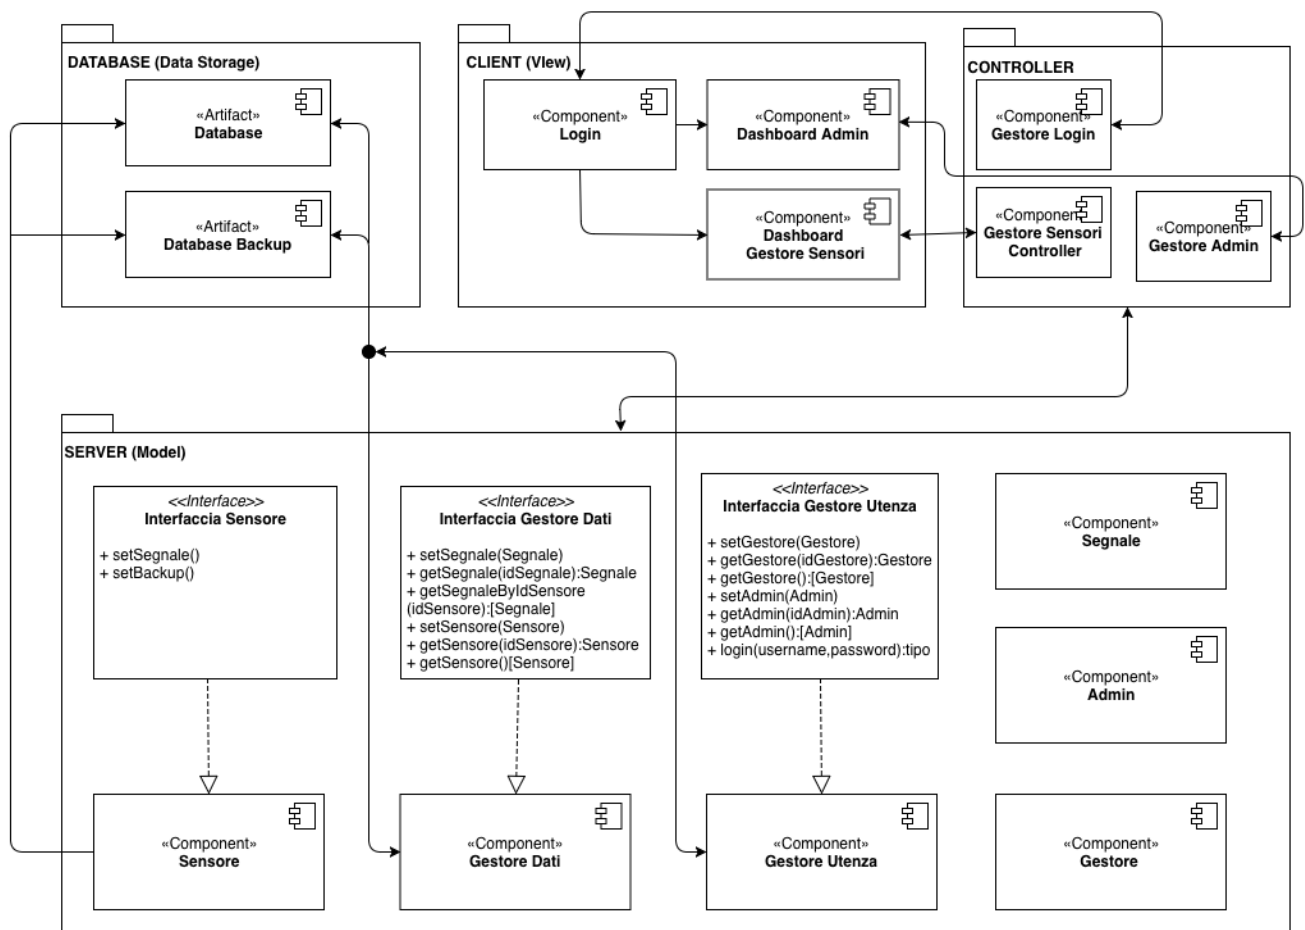 DATABASE (Data Storage)
«Artifact»
Database
«Artifact»
Database Backup
CLIENT (VIew)
«Component»
Login
«Component»
Dashboard Admin
«Component»
Dashboard
Gestore Sensori
CONTROLLER
«Component»
Gestore Login
«Component»
Gestore Sensori
Controller
«Component»
Gestore Admin
SERVER (Model)
<<Interface>>
Interfaccia Sensore
+ setSegnale()
+ setBackup()
<<Interface>>
Interfaccia Gestore Dati
+ setSegnale(Segnale)
+ getSegnale(idSegnale):Segnale
+ getSegnaleByIdSensore
(idSensore):[Segnale]
+ setSensore(Sensore)
+ getSensore(idSensore):Sensore
+ getSensore()[Sensore]
<<Interface>>
Interfaccia Gestore Utenza
+ setGestore(Gestore)
+ getGestore(idGestore):Gestore
+ getGestore():[Gestore]
+ setAdmin(Admin)
+ getAdmin(idAdmin):Admin
+ getAdmin():[Admin]
+ login(username,password):tipo
«Component»
Segnale
«Component»
Admin
«Component»
Sensore
«Component»
Gestore Dati
«Component»
Gestore Utenza
«Component»
Gestore